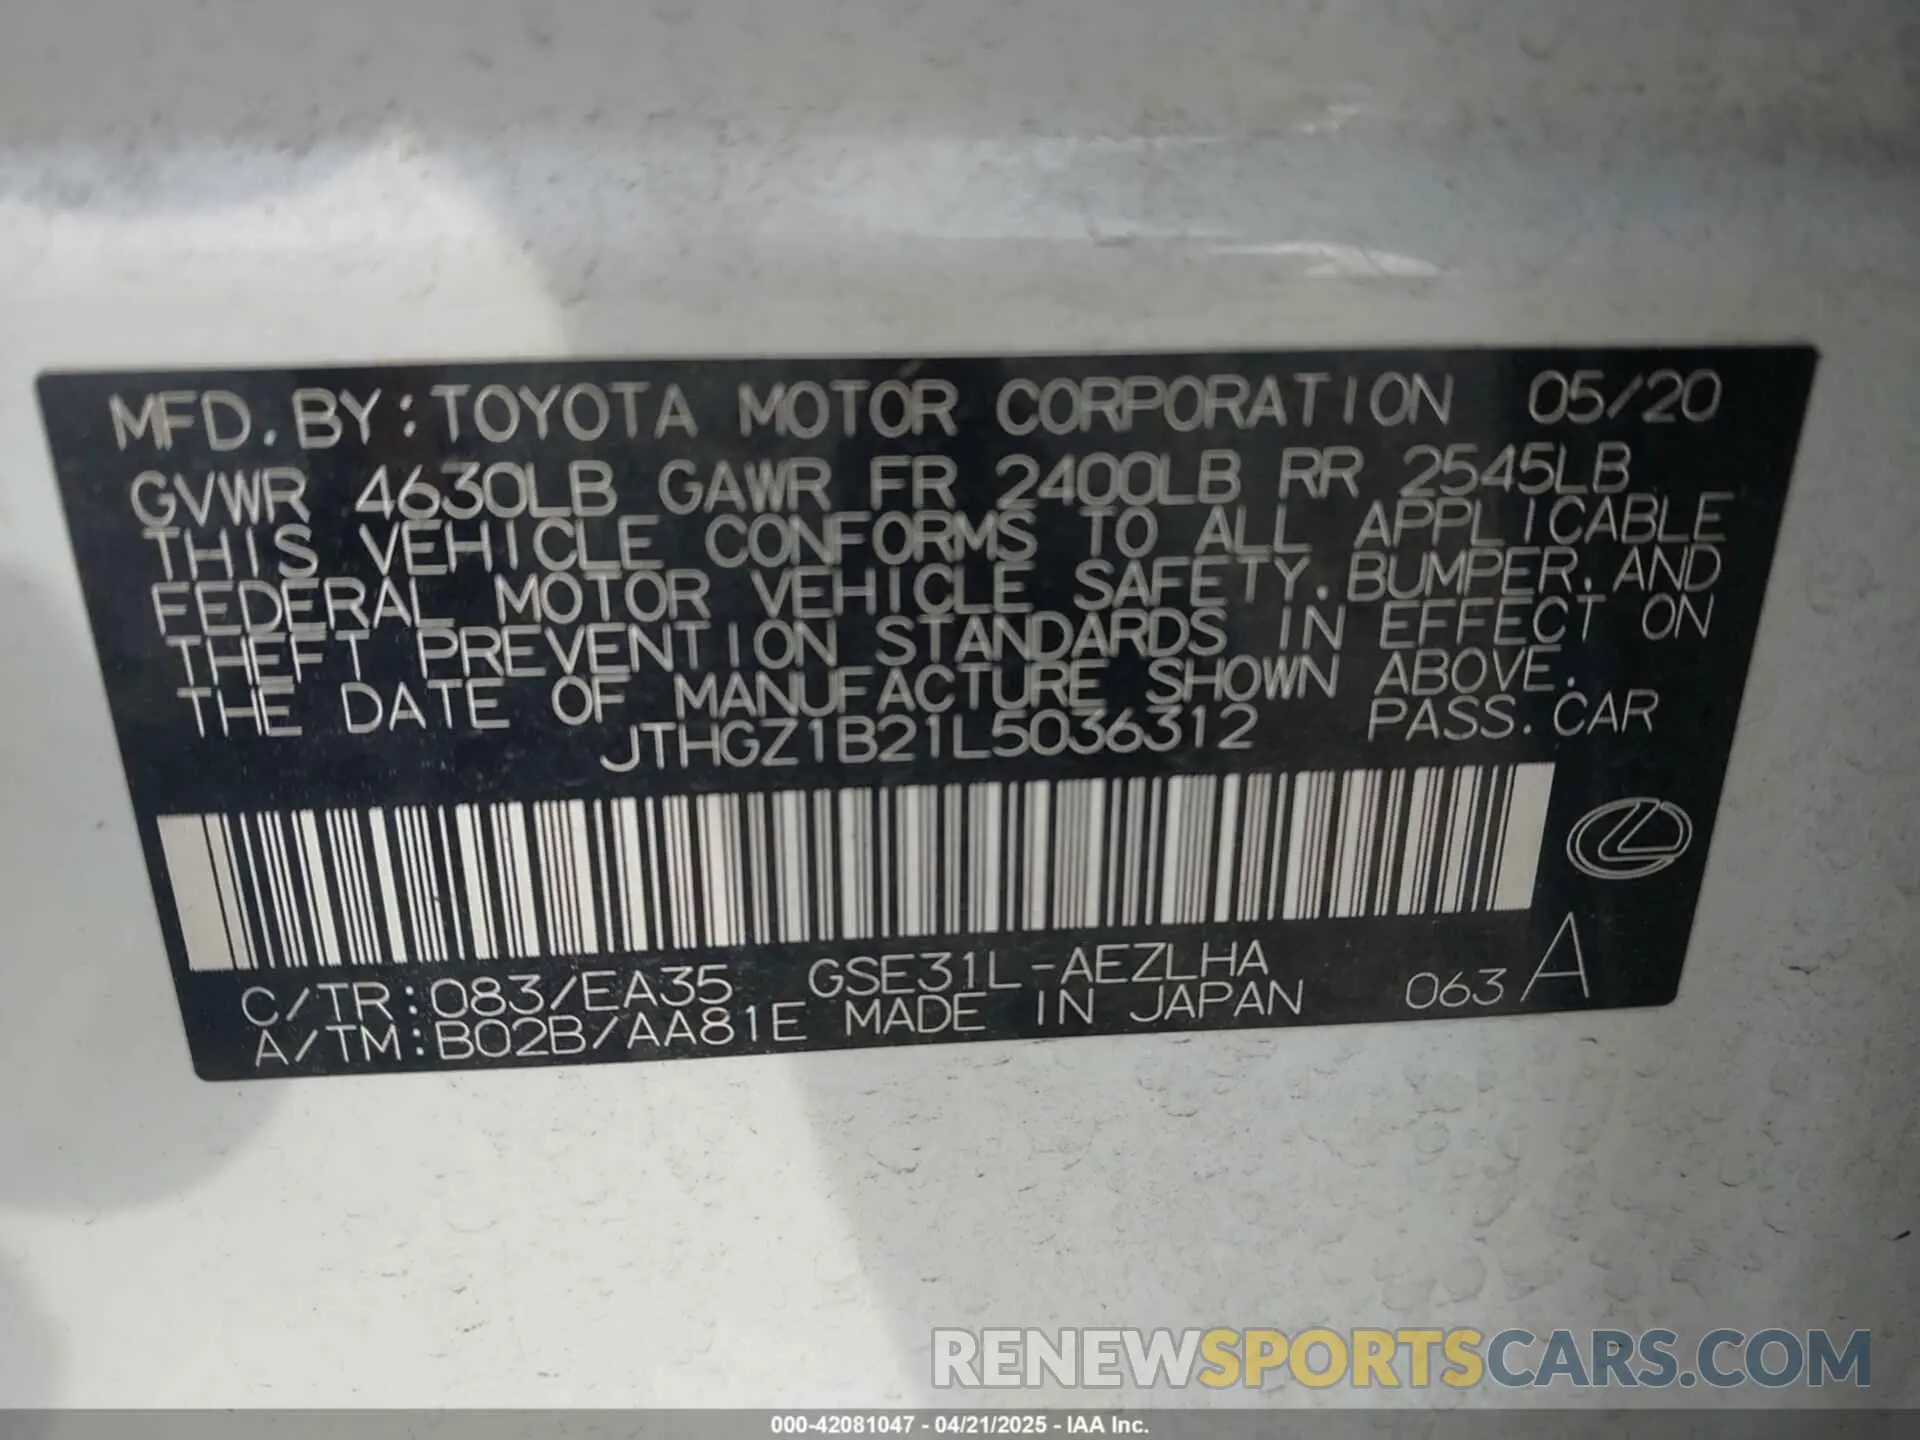 MFD. BY: TOYOTA MOTOR CORPORATION 05/20
GVWR 4630LB GAWR FR 2400LB RR 2545LB
THIS VEHICLE CONFORMS TO ALL APPLICABLE
FEDERAL MOTOR VEHICLE SAFETY. BUMPER. AND
THEFT PREVENTION STANDARDS IN EFFECT ON
THE DATE OF MANUFACTURE SHOWN ABOVE.
JTHGZ1B21L5036312 PASS. CAR
C/TR: 083/EA35 GSE31L-AEZLHA
A/TM: B02B/AA81E MADE IN JAPAN 063 A
RENEWSPORTSCARS.COM
000-42081047 - 04/21/2025 - IAA Inc.